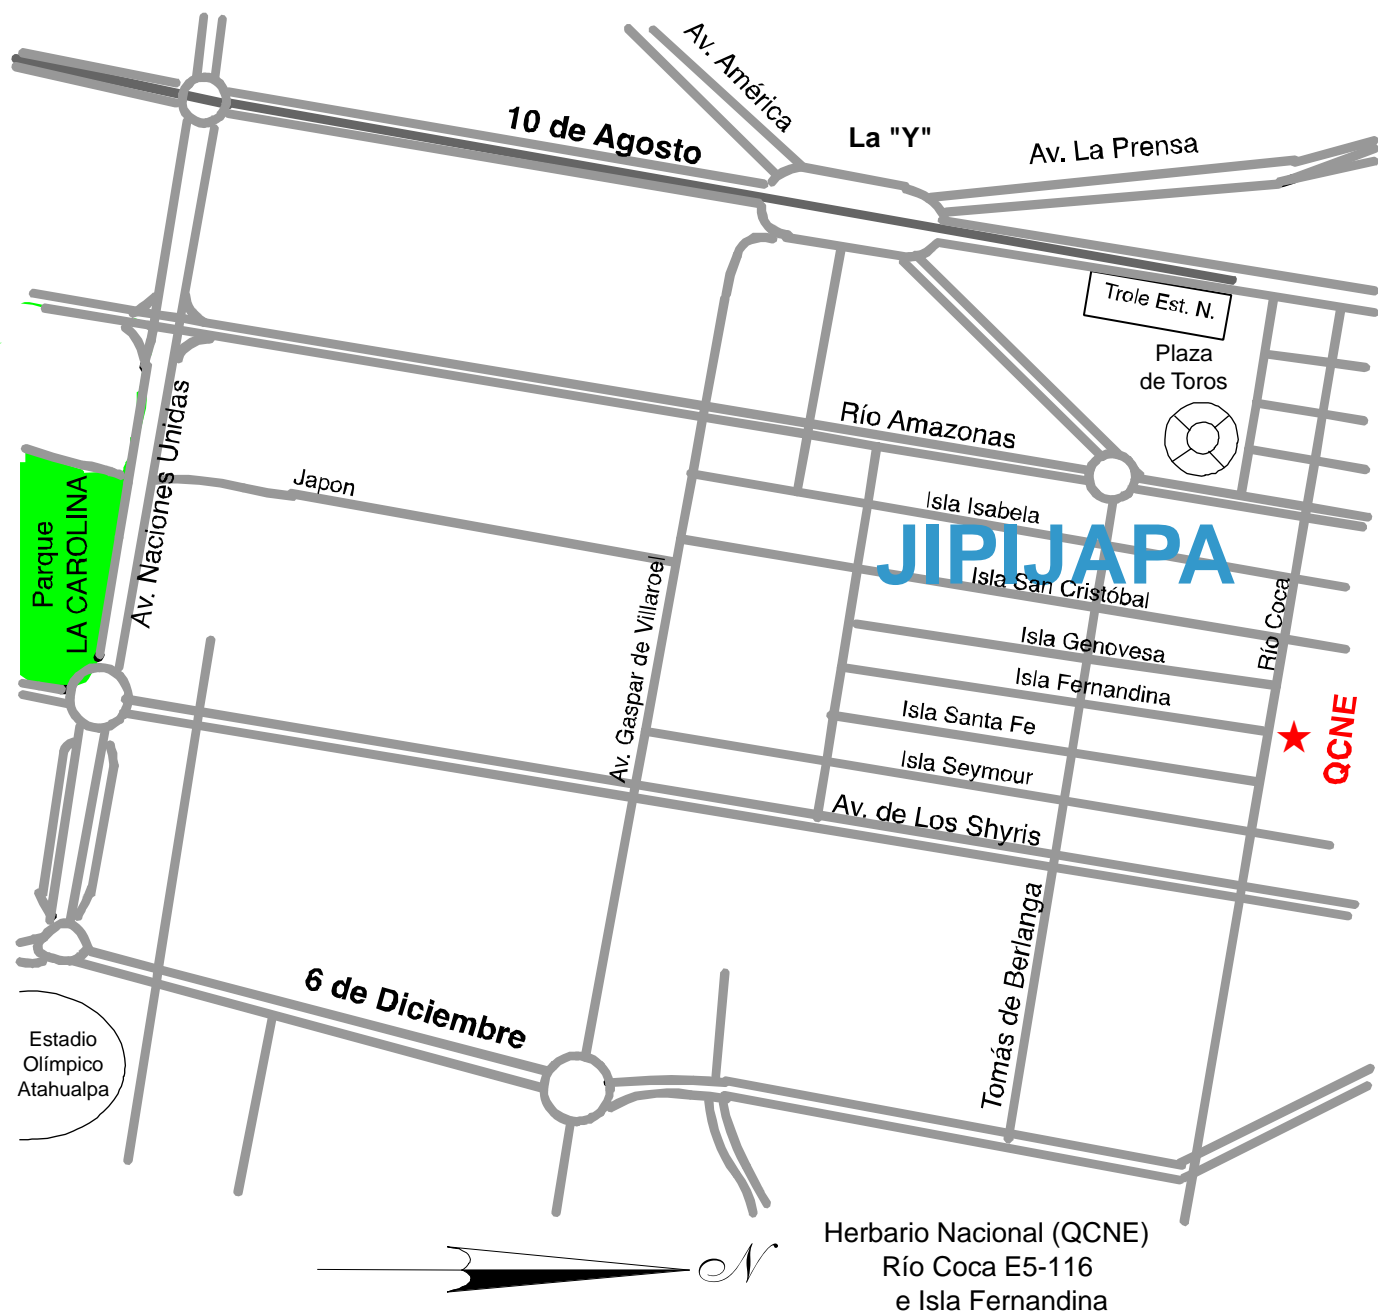 Av. América
La "Y"
10 de Agosto
Av. La Prensa
Trole Est. N.
Plaza
de Toros
Río Amazonas
Av. Naciones Unidas
Japon
Isla Isabela
JIPIJAPA
Parque
LA CAROLINA
Isla San Cristóbal
Río Coca
Av. Gaspar de Villaroel
Isla Genovesa
Isla Fernandina
Isla Santa Fe
QCNE
Isla Seymour
Av. de Los Shyris
Tomás de Berlanga
6 de Diciembre
Estadio
Olímpico
Atahualpa
N
Herbario Nacional (QCNE)
Río Coca E5-116
e Isla Fernandina